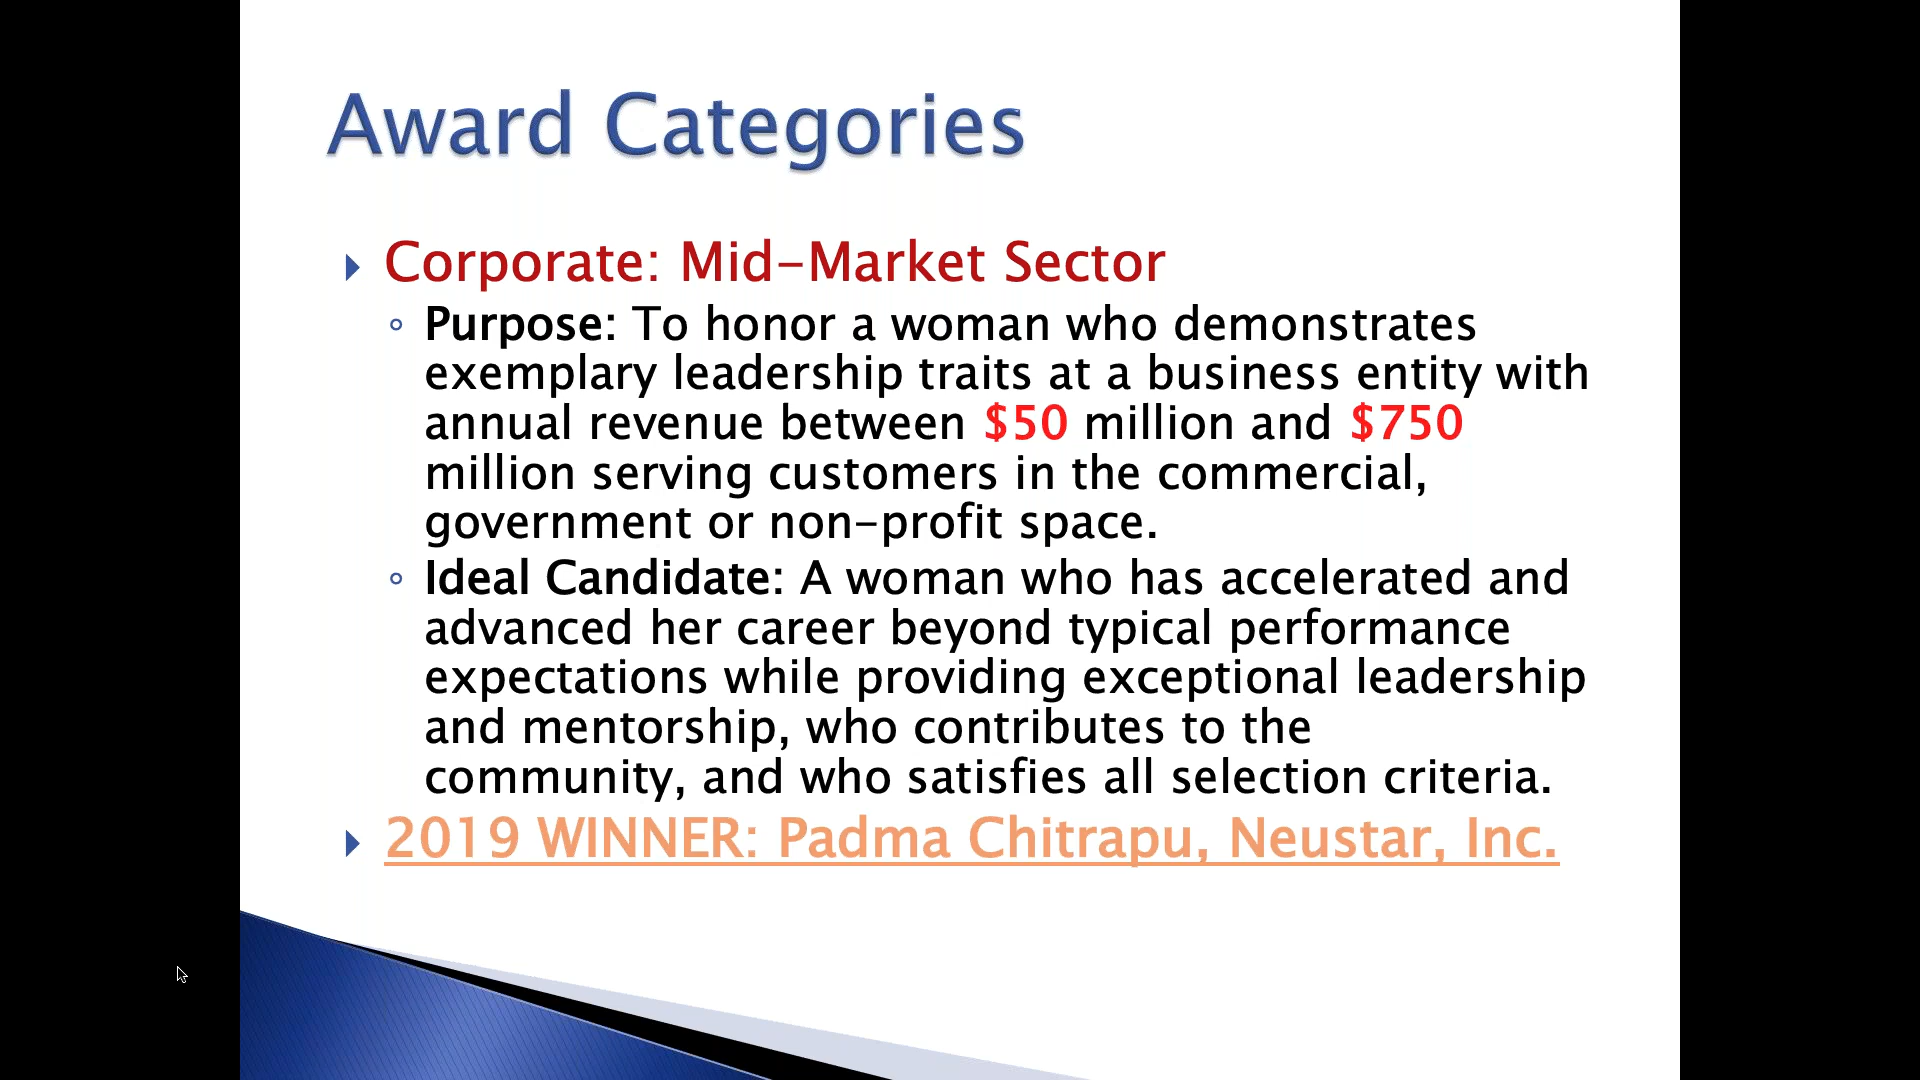 Award Categories
Corporate: Mid-Market Sector
Purpose: To honor a woman who demonstrates
exemplary leadership traits at a business entity with
annual revenue between $50 million and $750
million serving customers in the commercial,
government or non-profit space.
Ideal Candidate: A woman who has accelerated and
advanced her career beyond typical performance
expectations while providing exceptional leadership
and mentorship, who contributes to the
community, and who satisfies all selection criteria.
2019 WINNER: Padma Chitrapu, Neustar, Inc.